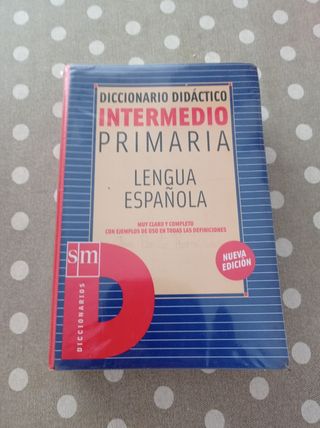 DICCIONARIO DIDÁCTICO
INTERMEDIO
PRIMARIA
LENGUA
ESPAÑOLA
MUY CLARO Y COMPLETO
CON EJEMPLOS DE USO EN TODAS LAS DEFINICIONES
NUEVA
EDICIÓN
sm
DICCIONARIOS